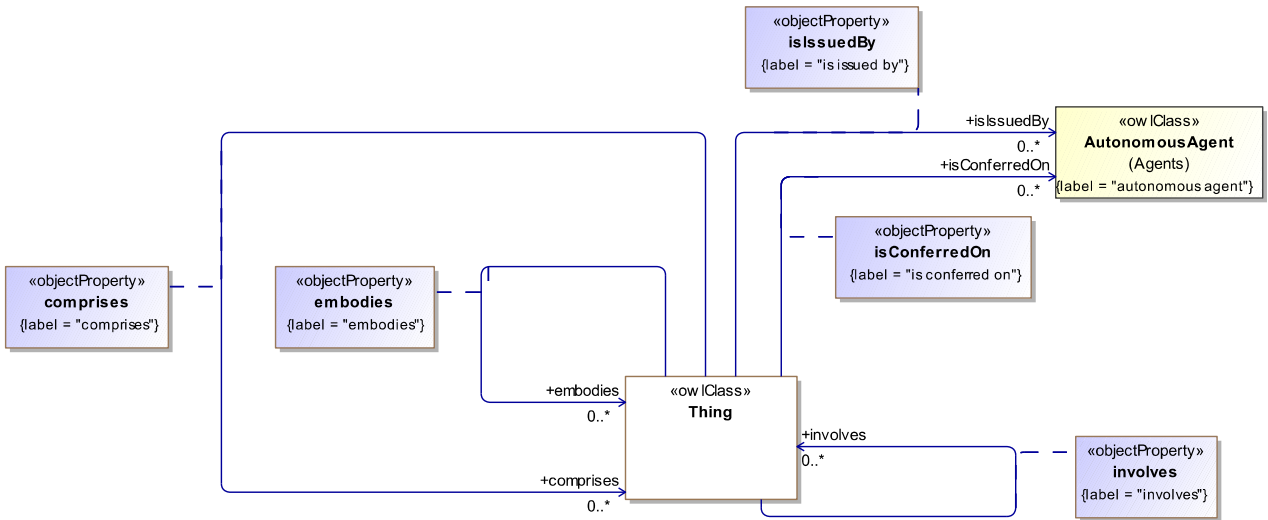 «objectProperty»
isIssuedBy
{label = "is issued by"}
+isIssuedBy
0..*
«owlClass»
AutonomousAgent
(Agents)
{label = "autonomous agent"}
+isConferredOn
0..*
«objectProperty»
isConferredOn
{label = "is conferred on"}
«objectProperty»
comprises
{label = "comprises"}
«objectProperty»
embodies
{label = "embodies"}
+embodies
0..*
«owlClass»
Thing
+involves
0..*
«objectProperty»
involves
{label = "involves"}
+comprises
0..*